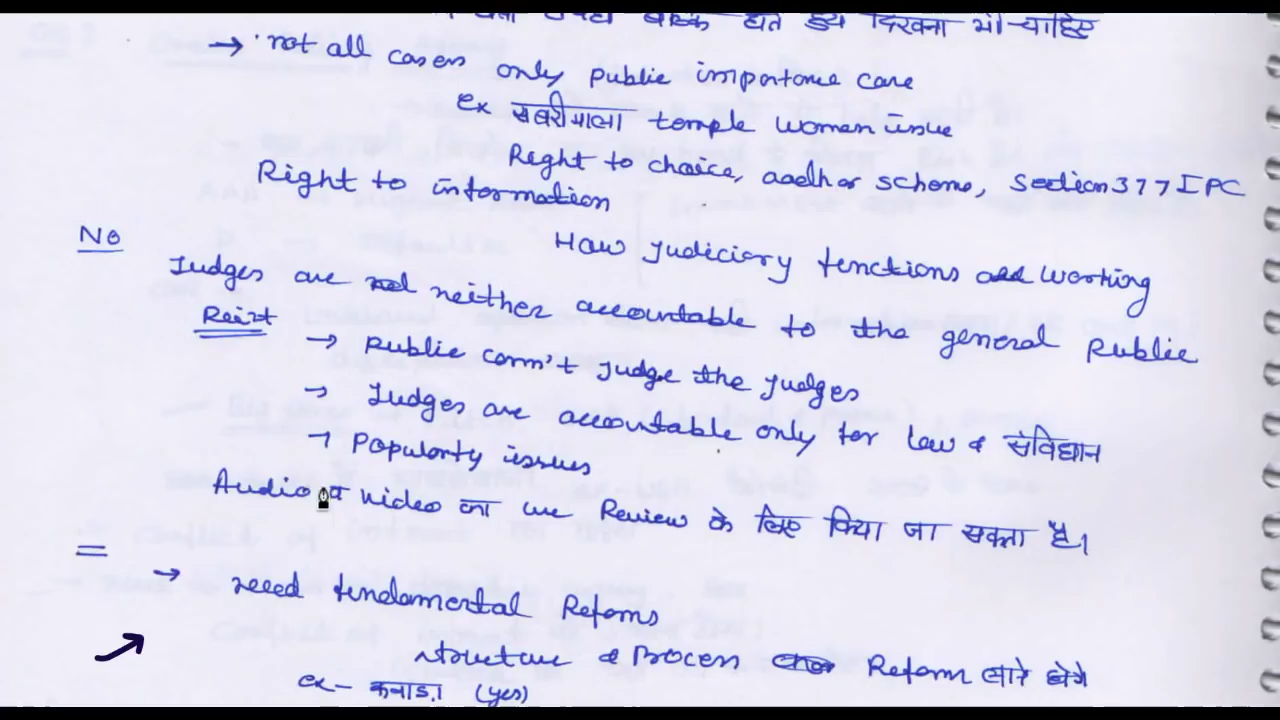 होते हुये दिखना भी चाहिए
→ not all cases only public importance care
ex सबरीमाला temple women issue
Right to choice, aadhar scheme, Section 377 IPC
Right to information
No How judiciary functions and working
Judges are neither accountable to the general Public
→ Public can't judge the judges
→ Judges are accountable only for law & संविधान
→ Popularity issues
Audio व video का use Review के लिए किया जा सकता है।
=
→ need fundamental Reforms
structure & Process Reform लाने होंगे
ex- कनाडा (yes)